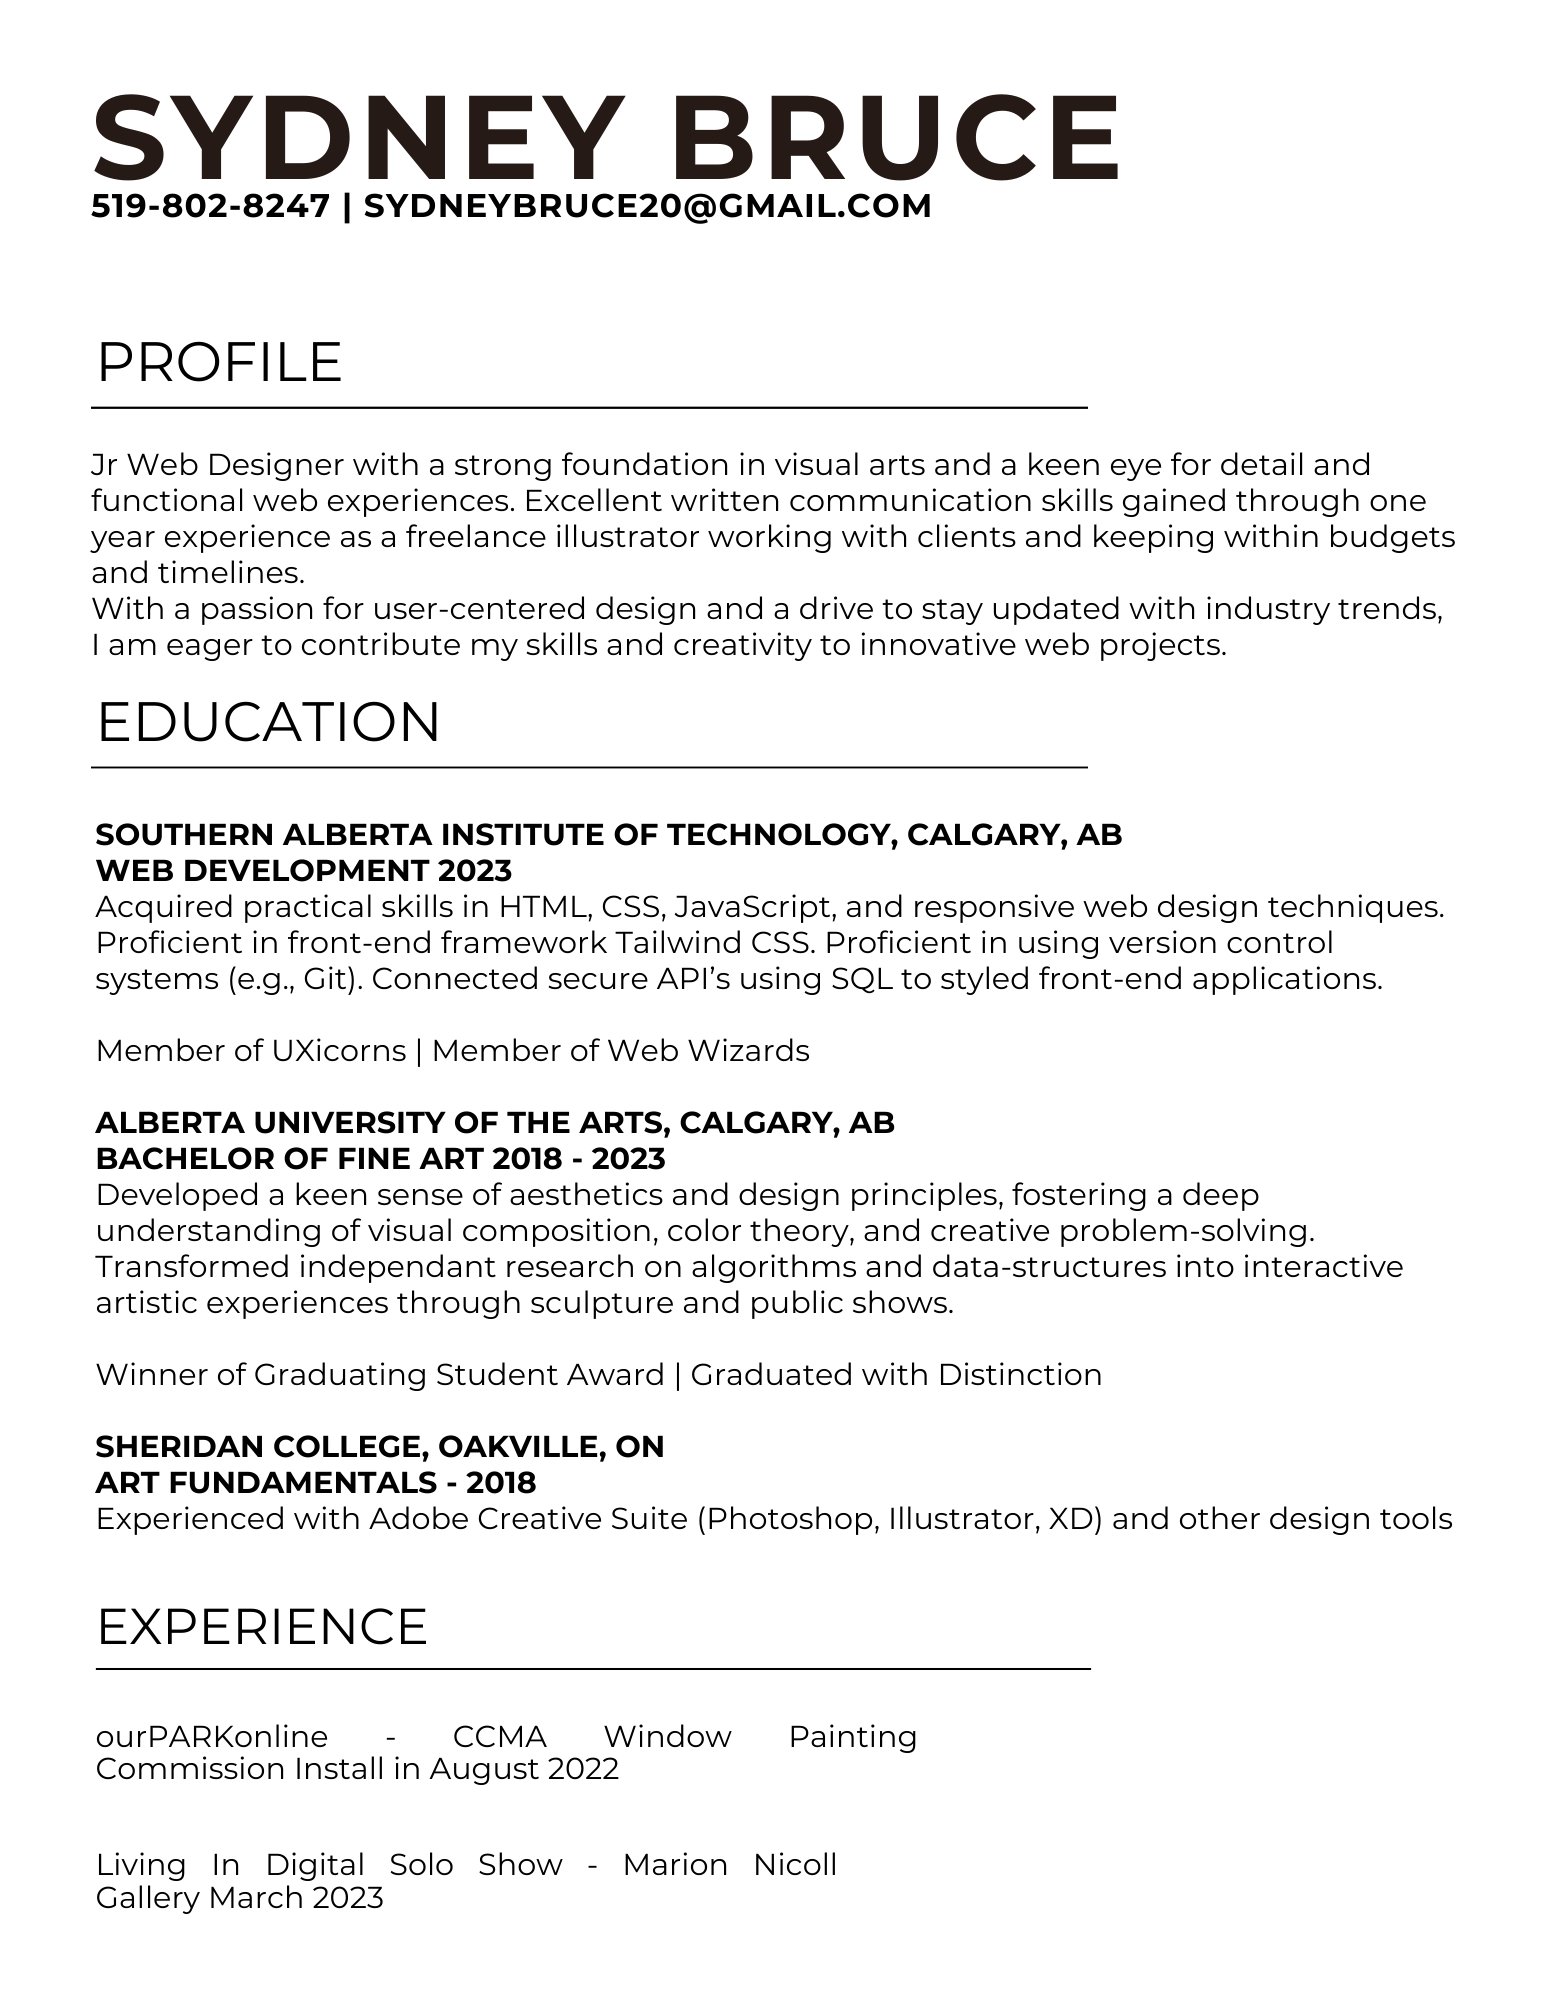 SYDNEY BRUCE
519-802-8247 | SYDNEYBRUCE20@GMAIL.COM
PROFILE
Jr Web Designer with a strong foundation in visual arts and a keen eye for detail and
functional web experiences. Excellent written communication skills gained through one
year experience as a freelance illustrator working with clients and keeping within budgets
and timelines.
With a passion for user-centered design and a drive to stay updated with industry trends,
I am eager to contribute my skills and creativity to innovative web projects.
EDUCATION
SOUTHERN ALBERTA INSTITUTE OF TECHNOLOGY, CALGARY, AB
WEB DEVELOPMENT 2023
Acquired practical skills in HTML, CSS, JavaScript, and responsive web design techniques.
Proficient in front-end framework Tailwind CSS. Proficient in using version control
systems (e.g., Git). Connected secure API’s using SQL to styled front-end applications.
Member of UXicorns | Member of Web Wizards
ALBERTA UNIVERSITY OF THE ARTS, CALGARY, AB
BACHELOR OF FINE ART 2018 - 2023
Developed a keen sense of aesthetics and design principles, fostering a deep
understanding of visual composition, color theory, and creative problem-solving.
Transformed independant research on algorithms and data-structures into interactive
artistic experiences through sculpture and public shows.
Winner of Graduating Student Award | Graduated with Distinction
SHERIDAN COLLEGE, OAKVILLE, ON
ART FUNDAMENTALS - 2018
Experienced with Adobe Creative Suite (Photoshop, Illustrator, XD) and other design tools
EXPERIENCE
ourPARKonline - CCMA Window Painting
Commission Install in August 2022
Living In Digital Solo Show - Marion Nicoll
Gallery March 2023